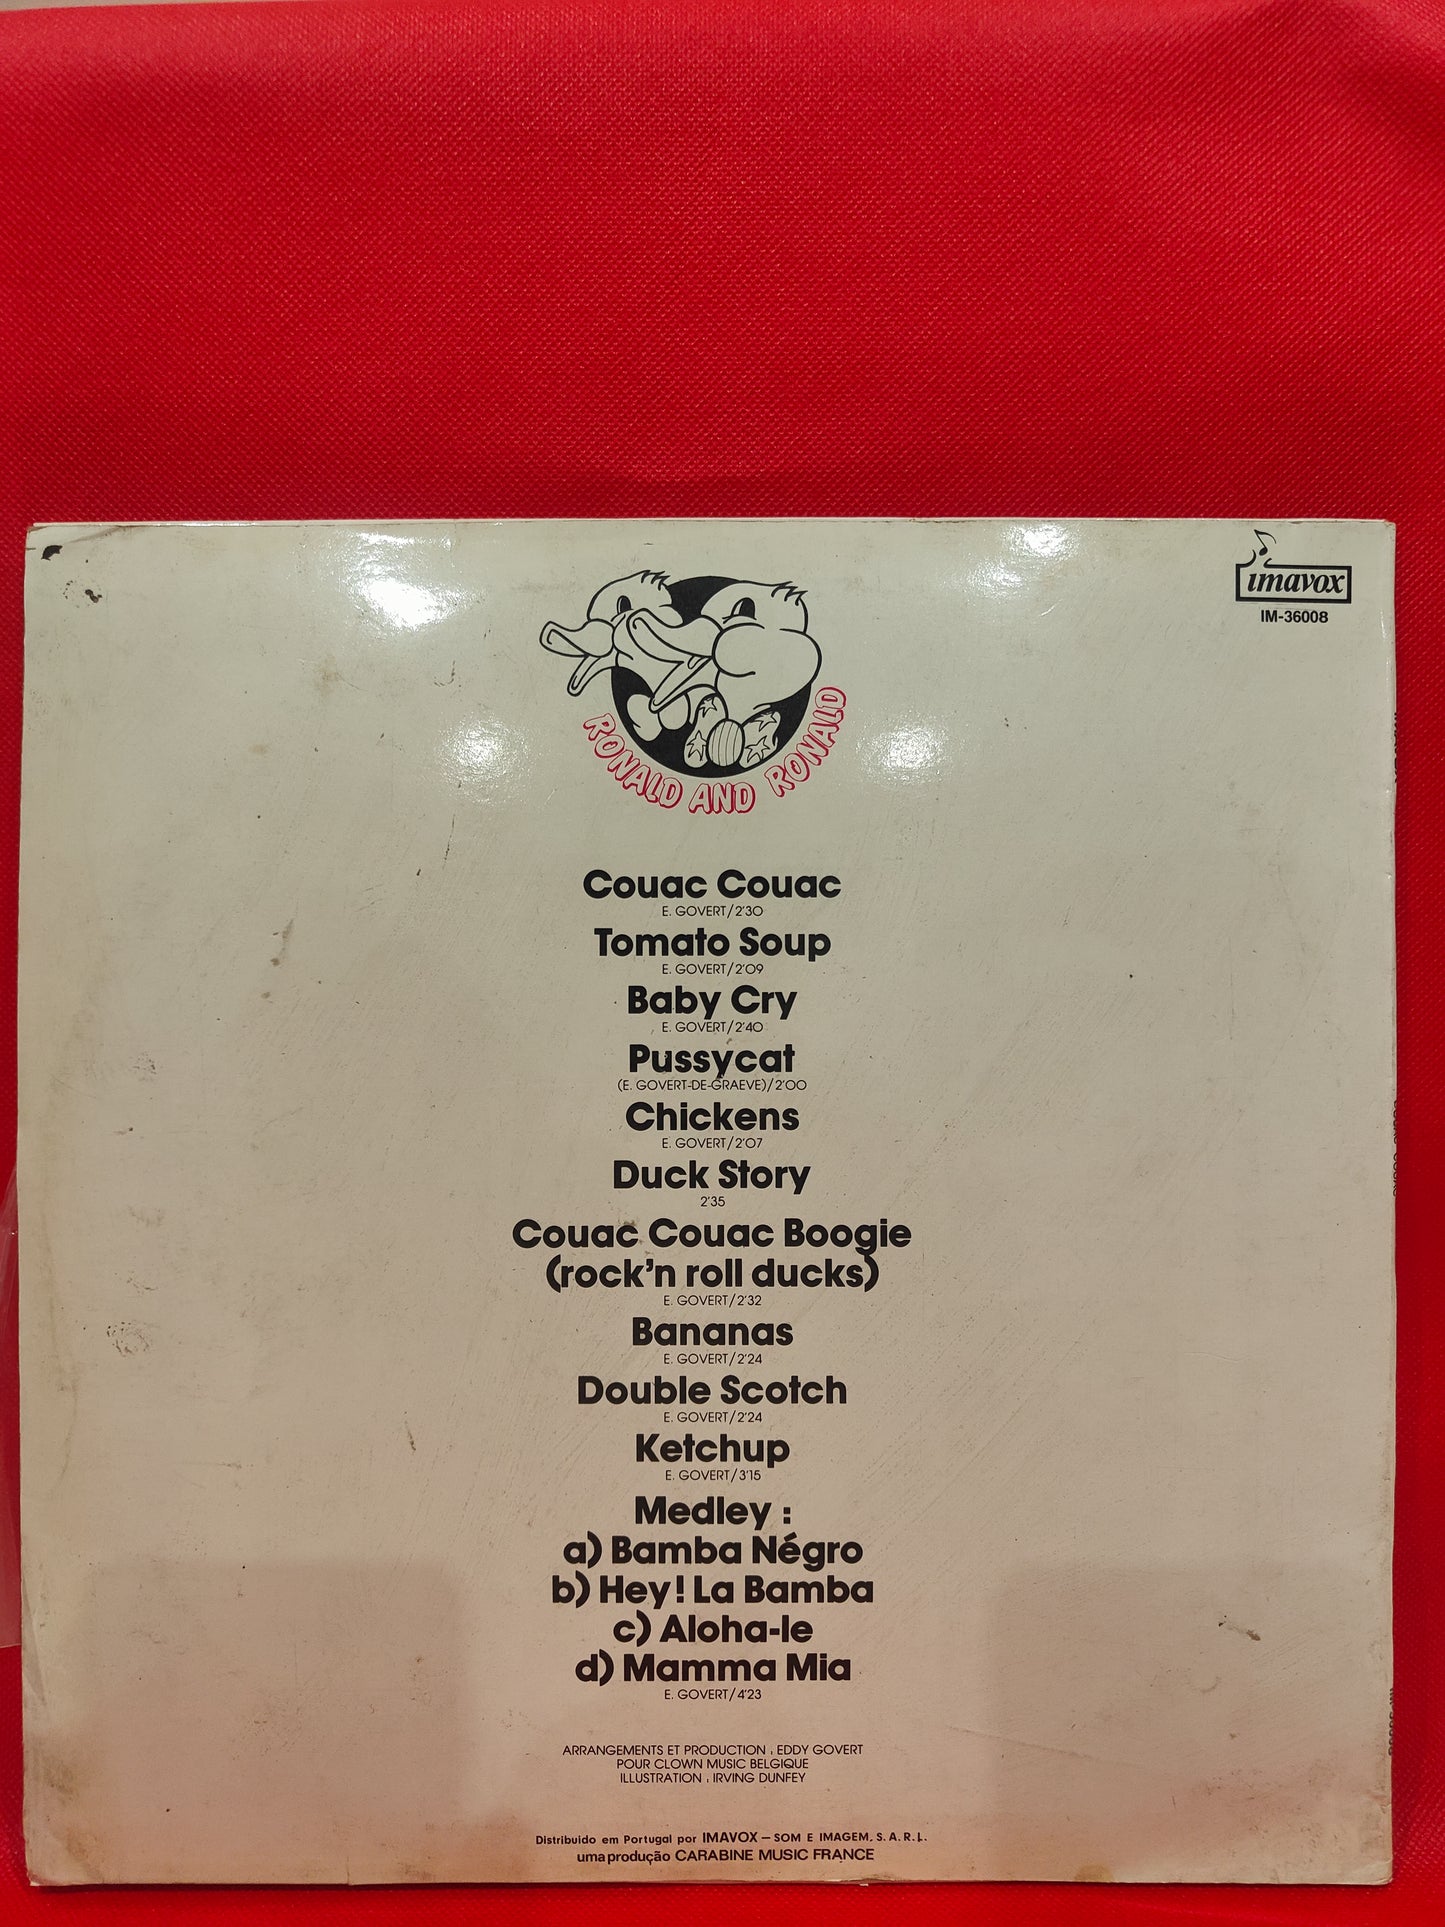 imavox
IM-36008
RONALD AND RONALD
Couac Couac
E. GOVERT/2'30
Tomato Soup
E. GOVERT/2'09
Baby Cry
E. GOVERT/2'40
Pussycat
(E. GOVERT-DE-GRAEVE)/2'00
Chickens
E. GOVERT/2'07
Duck Story
2'35
Couac Couac Boogie
(rock'n roll ducks)
E. GOVERT/2'32
Bananas
E. GOVERT/2'24
Double Scotch
E. GOVERT/2'24
Ketchup
E. GOVERT/3'15
Medley :
a) Bamba Négro
b) Hey! La Bamba
c) Aloha-le
d) Mamma Mia
E. GOVERT/4'23
ARRANGEMENTS ET PRODUCTION : EDDY GOVERT
POUR CLOWN MUSIC BELGIQUE
ILLUSTRATION : IRVING DUNFEY
Distribuido em Portugal por IMAVOX — SOM E IMAGEM, S.A.R.L.
uma produção CARABINE MUSIC FRANCE